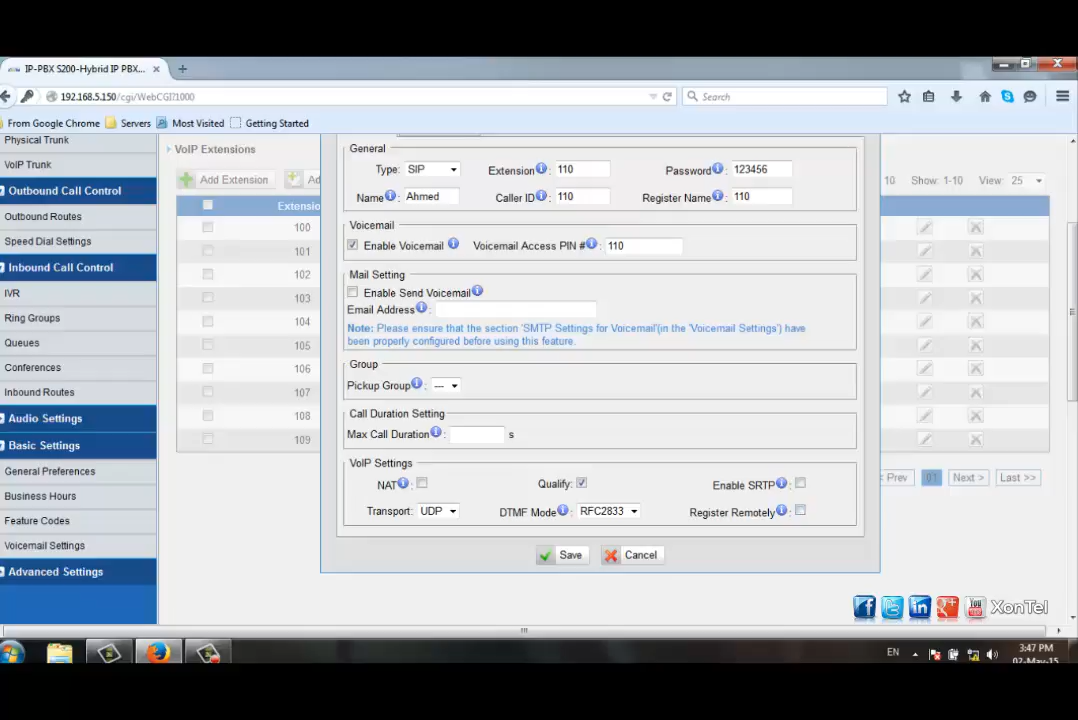 IP-PBX S200-Hybrid IP PBX...
192.168.5.150/cgi/WebCGI?1000
Search
From Google Chrome Servers Most Visited Getting Started
Physical Trunk
VoIP Trunk
Outbound Call Control
Outbound Routes
Speed Dial Settings
Inbound Call Control
IVR
Ring Groups
Queues
Conferences
Inbound Routes
Audio Settings
Basic Settings
General Preferences
Business Hours
Feature Codes
Voicemail Settings
Advanced Settings
VoIP Extensions
Add Extension Ad
10 Show: 1-10 View: 25
Extensio
100
101
102
103
104
105
106
107
108
109
General
Type: SIP Extension : 110 Password : 123456
Name : Ahmed Caller ID : 110 Register Name : 110
Voicemail
Enable Voicemail Voicemail Access PIN # : 110
Mail Setting
Enable Send Voicemail
Email Address :
Note: Please ensure that the section 'SMTP Settings for Voicemail'(in the 'Voicemail Settings') have
been properly configured before using this feature.
Group
Pickup Group : ---
Call Duration Setting
Max Call Duration : s
VoIP Settings
NAT : Qualify: Enable SRTP :
Transport: UDP DTMF Mode : RFC2833 Register Remotely :
Save Cancel
< Prev 01 Next > Last >>
XonTel
EN
3:47 PM
02-May-15